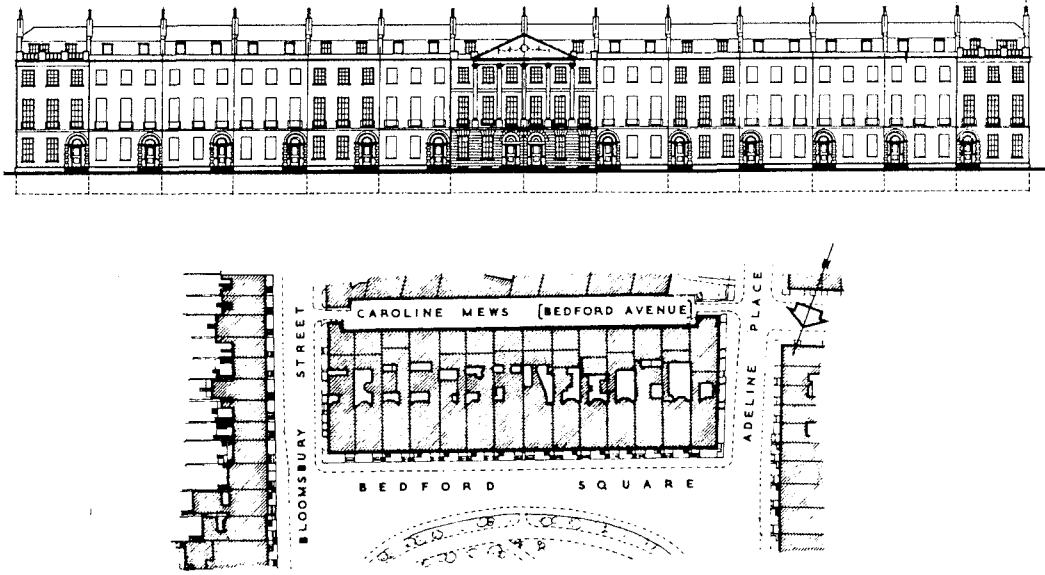 CAROLINE MEWS [BEDFORD AVENUE]
BLOOMSBURY STREET
ADELINE PLACE
BEDFORD SQUARE